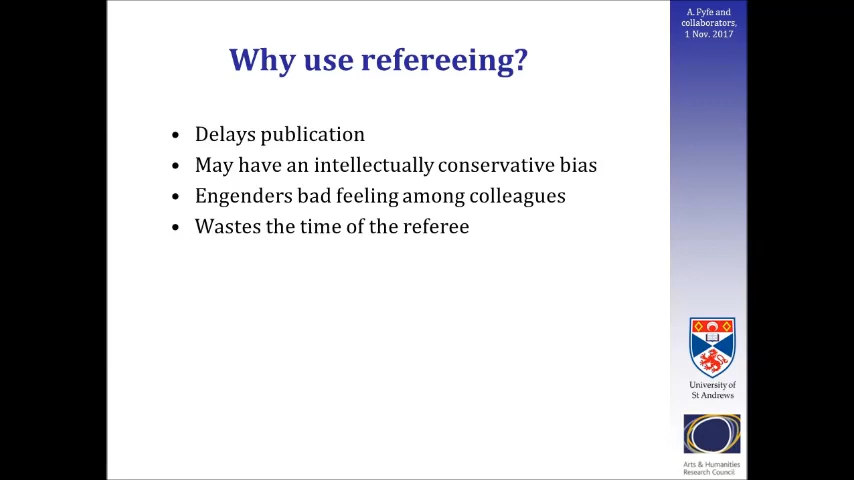 A. Fyfe and
collaborators,
1 Nov. 2017
Why use refereeing?
• Delays publication
• May have an intellectually conservative bias
• Engenders bad feeling among colleagues
• Wastes the time of the referee
University of
St Andrews
Arts & Humanities
Research Council